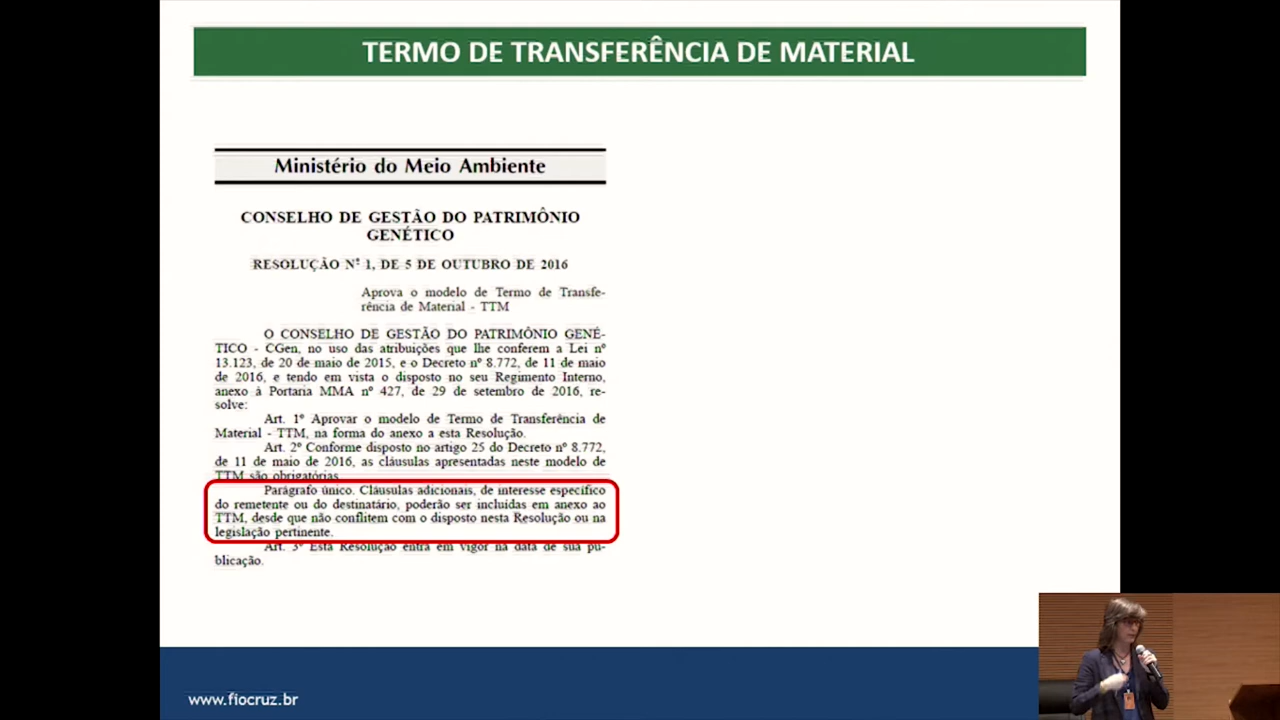 TERMO DE TRANSFERÊNCIA DE MATERIAL
Ministério do Meio Ambiente
CONSELHO DE GESTÃO DO PATRIMÔNIO
GENÉTICO
RESOLUÇÃO Nº 1, DE 5 DE OUTUBRO DE 2016
Aprova o modelo de Termo de Transfe-
rência de Material - TTM
O CONSELHO DE GESTÃO DO PATRIMÔNIO GENÉ-
TICO - CGen, no uso das atribuições que lhe conferem a Lei nº
13.123, de 20 de maio de 2015, e o Decreto nº 8.772, de 11 de maio
de 2016, e tendo em vista o disposto no seu Regimento Interno,
anexo à Portaria MMA nº 427, de 29 de setembro de 2016, re-
solve:
Art. 1º Aprovar o modelo de Termo de Transferência de
Material - TTM, na forma do anexo a esta Resolução.
Art. 2º Conforme disposto no artigo 25 do Decreto nº 8.772,
de 11 de maio de 2016, as cláusulas apresentadas neste modelo de
TTM são obrigatórias.
Parágrafo único. Cláusulas adicionais, de interesse específico
do remetente ou do destinatário, poderão ser incluídas em anexo ao
TTM, desde que não conflitem com o disposto nesta Resolução ou na
legislação pertinente.
Art. 3º Esta Resolução entra em vigor na data de sua pu-
blicação.
www.fiocruz.br